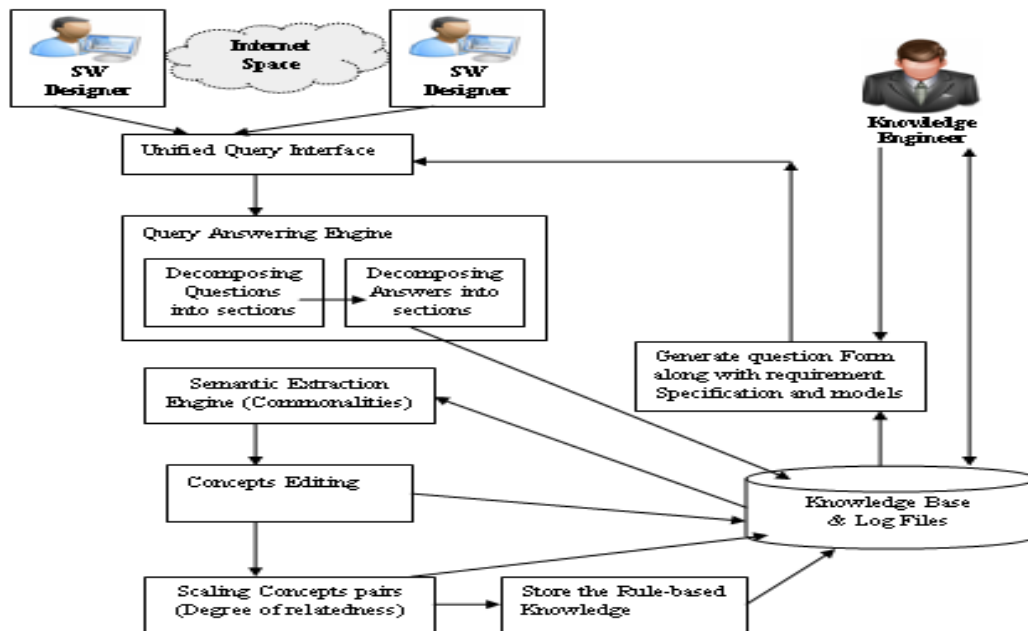 SW
Designer
Internet
Space
SW
Designer
Knowledge
Engineer
Unified Query Interface
Query Answering Engine
Decomposing
Questions
into sections
Decomposing
Answers into
sections
Generate question Form
along with requirement
Specification and models
Semantic Extraction
Engine (Commonalities)
Concepts Editing
Knowledge Base
& Log Files
Scaling Concepts pairs
(Degree of relatedness)
Store the Rule-based
Knowledge